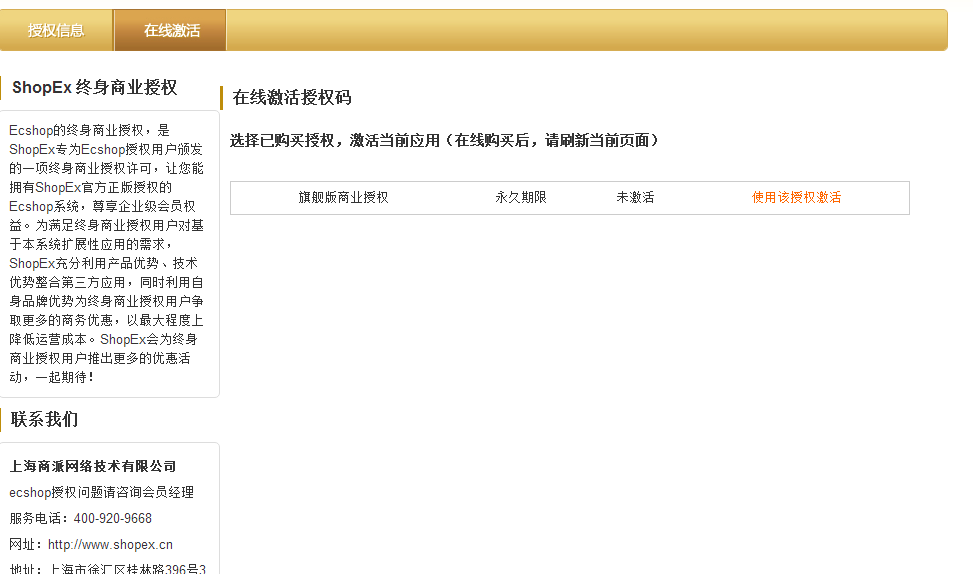 授权信息 在线激活
ShopEx 终身商业授权
Ecshop的终身商业授权，是
ShopEx专为Ecshop授权用户颁发
的一项终身商业授权许可，让您能
拥有ShopEx官方正版授权的
Ecshop系统，尊享企业级会员权
益。为满足终身商业授权用户对基
于本系统扩展性应用的需求，
ShopEx充分利用产品优势、技术
优势整合第三方应用，同时利用自
身品牌优势为终身商业授权用户争
取更多的商务优惠，以最大程度上
降低运营成本。ShopEx会为终身
商业授权用户推出更多的优惠活
动，一起期待！
联系我们
上海商派网络技术有限公司
ecshop授权问题请咨询会员经理
服务电话：400-920-9668
网址：http://www.shopex.cn
地址：上海市徐汇区桂林路396号3
在线激活授权码
选择已购买授权，激活当前应用（在线购买后，请刷新当前页面）
旗舰版商业授权 永久期限 未激活 使用该授权激活